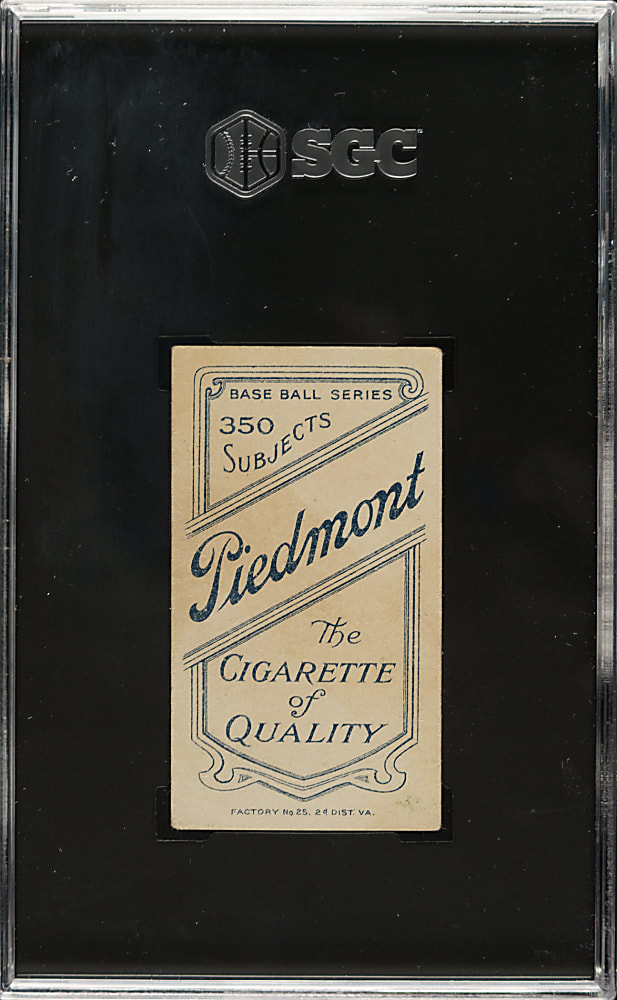 SGC
BASE BALL SERIES
350
SUBJECTS
Piedmont
The
CIGARETTE
of
QUALITY
FACTORY No. 25, 2d DIST. VA.